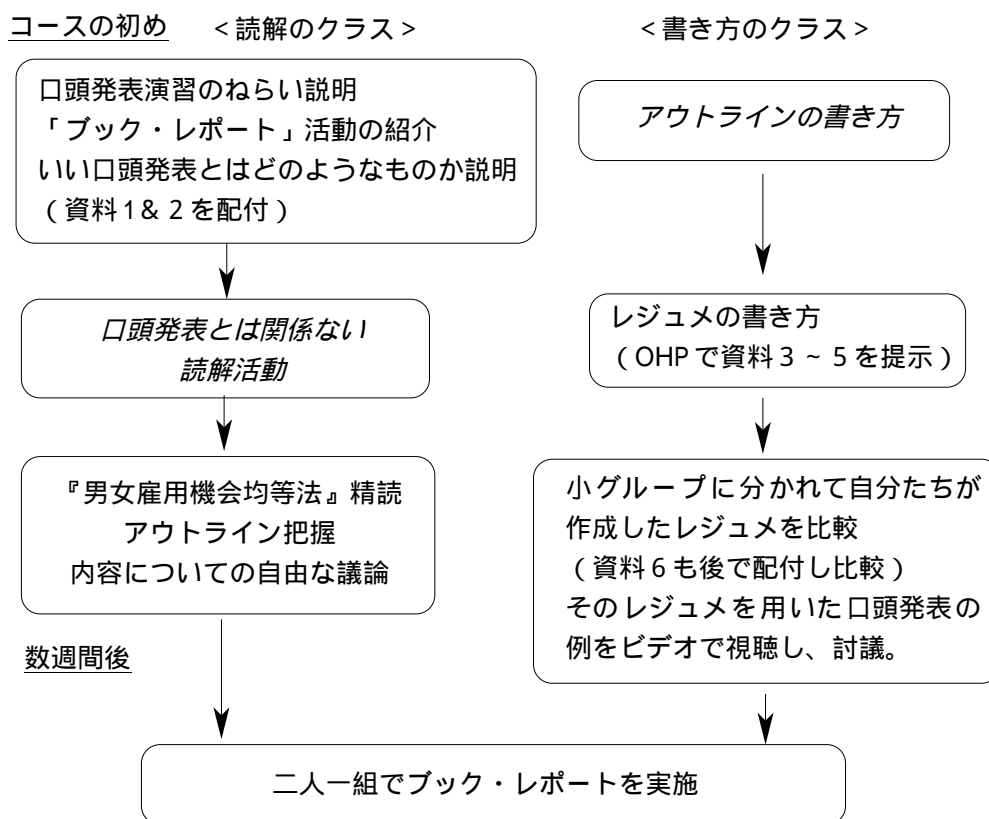 コースの初め
<読解のクラス>
<書き方のクラス>
口頭発表演習のねらい説明
「ブック・レポート」活動の紹介
いい口頭発表とはどのようなものか説明
(資料1&2を配付)
アウトラインの書き方
口頭発表とは関係ない
読解活動
レジュメの書き方
(OHPで資料3~5を提示)
『男女雇用機会均等法』精読
アウトライン把握
内容についての自由な議論
小グループに分かれて自分たちが
作成したレジュメを比較
(資料6も後で配付し比較)
そのレジュメを用いた口頭発表の
例をビデオで視聴し、討議。
数週間後
二人一組でブック・レポートを実施